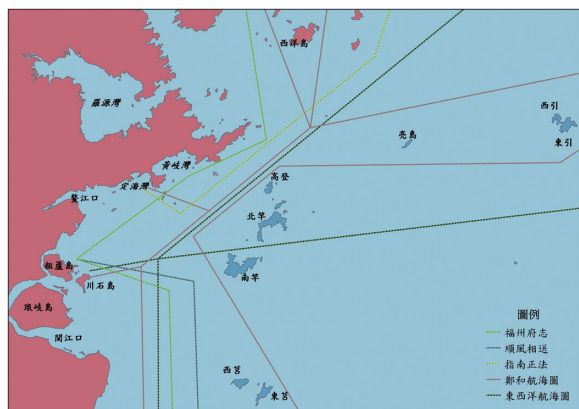 西洋島
羅源灣
西引
亮島
東引
黃岐灣
高登
定海灣
鰲江口
北竿
粗蘆島
川石島
南竿
琅岐島
閩江口
西莒
東莒
圖例
福州府志
順風相送
指南正法
鄭和航海圖
東西洋航海圖